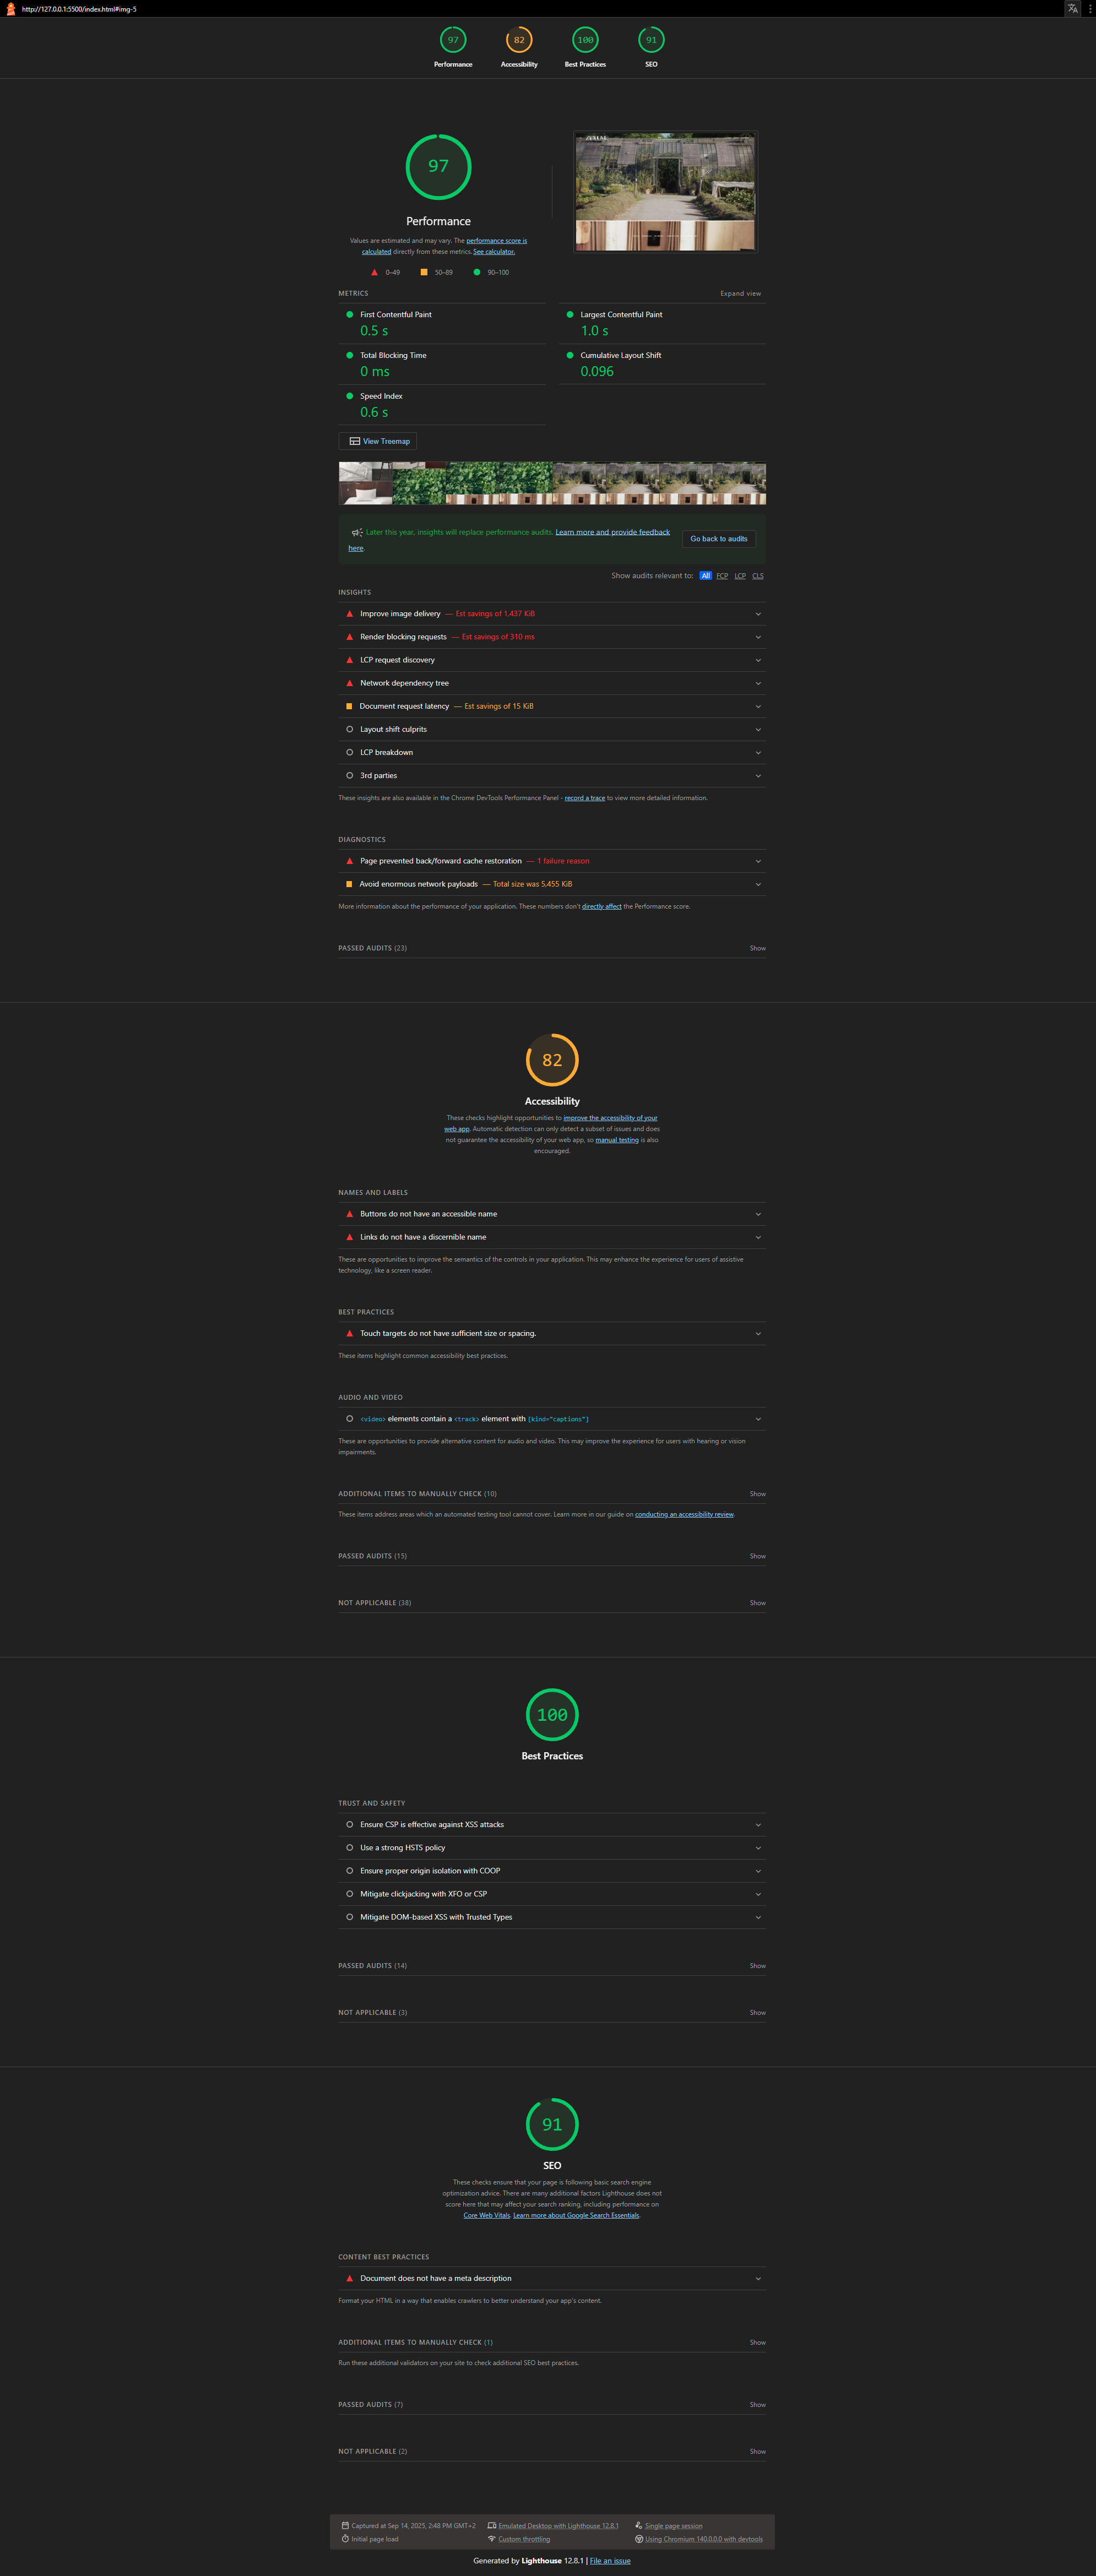 http://127.0.0.1:5500/index.html#img-5
97
82
100
91
Performance
Accessibility
Best Practices
SEO
97
Performance
Values are estimated and may vary. The performance score is
calculated directly from these metrics. See calculator.
0–49
50–89
90–100
METRICS
Expand view
First Contentful Paint
0.5 s
Largest Contentful Paint
1.0 s
Total Blocking Time
0 ms
Cumulative Layout Shift
0.096
Speed Index
0.6 s
View Treemap
Later this year, insights will replace performance audits. Learn more and provide feedback
here.
Go back to audits
Show audits relevant to: All FCP LCP CLS
INSIGHTS
Improve image delivery — Est savings of 1,437 KiB
Render blocking requests — Est savings of 310 ms
LCP request discovery
Network dependency tree
Document request latency — Est savings of 15 KiB
Layout shift culprits
LCP breakdown
3rd parties
These insights are also available in the Chrome DevTools Performance Panel - record a trace to view more detailed information.
DIAGNOSTICS
Page prevented back/forward cache restoration — 1 failure reason
Avoid enormous network payloads — Total size was 5,455 KiB
More information about the performance of your application. These numbers don't directly affect the Performance score.
PASSED AUDITS (23)
Show
82
Accessibility
These checks highlight opportunities to improve the accessibility of your
web app. Automatic detection can only detect a subset of issues and does
not guarantee the accessibility of your web app, so manual testing is also
encouraged.
NAMES AND LABELS
Buttons do not have an accessible name
Links do not have a discernible name
These are opportunities to improve the semantics of the controls in your application. This may enhance the experience for users of assistive
technology, like a screen reader.
BEST PRACTICES
Touch targets do not have sufficient size or spacing.
These items highlight common accessibility best practices.
AUDIO AND VIDEO
<video> elements contain a <track> element with [kind="captions"]
These are opportunities to provide alternative content for audio and video. This may improve the experience for users with hearing or vision
impairments.
ADDITIONAL ITEMS TO MANUALLY CHECK (10)
Show
These items address areas which an automated testing tool cannot cover. Learn more in our guide on conducting an accessibility review.
PASSED AUDITS (15)
Show
NOT APPLICABLE (38)
Show
100
Best Practices
TRUST AND SAFETY
Ensure CSP is effective against XSS attacks
Use a strong HSTS policy
Ensure proper origin isolation with COOP
Mitigate clickjacking with XFO or CSP
Mitigate DOM-based XSS with Trusted Types
PASSED AUDITS (14)
Show
NOT APPLICABLE (3)
Show
91
SEO
These checks ensure that your page is following basic search engine
optimization advice. There are many additional factors Lighthouse does not
score here that may affect your search ranking, including performance on
Core Web Vitals. Learn more about Google Search Essentials.
CONTENT BEST PRACTICES
Document does not have a meta description
Format your HTML in a way that enables crawlers to better understand your app's content.
ADDITIONAL ITEMS TO MANUALLY CHECK (1)
Show
Run these additional validators on your site to check additional SEO best practices.
PASSED AUDITS (7)
Show
NOT APPLICABLE (2)
Show
Captured at Sep 14, 2025, 2:48 PM GMT+2
Emulated Desktop with Lighthouse 12.8.1
Single page session
Initial page load
Custom throttling
Using Chromium 140.0.0.0 with devtools
Generated by Lighthouse 12.8.1 | File an issue